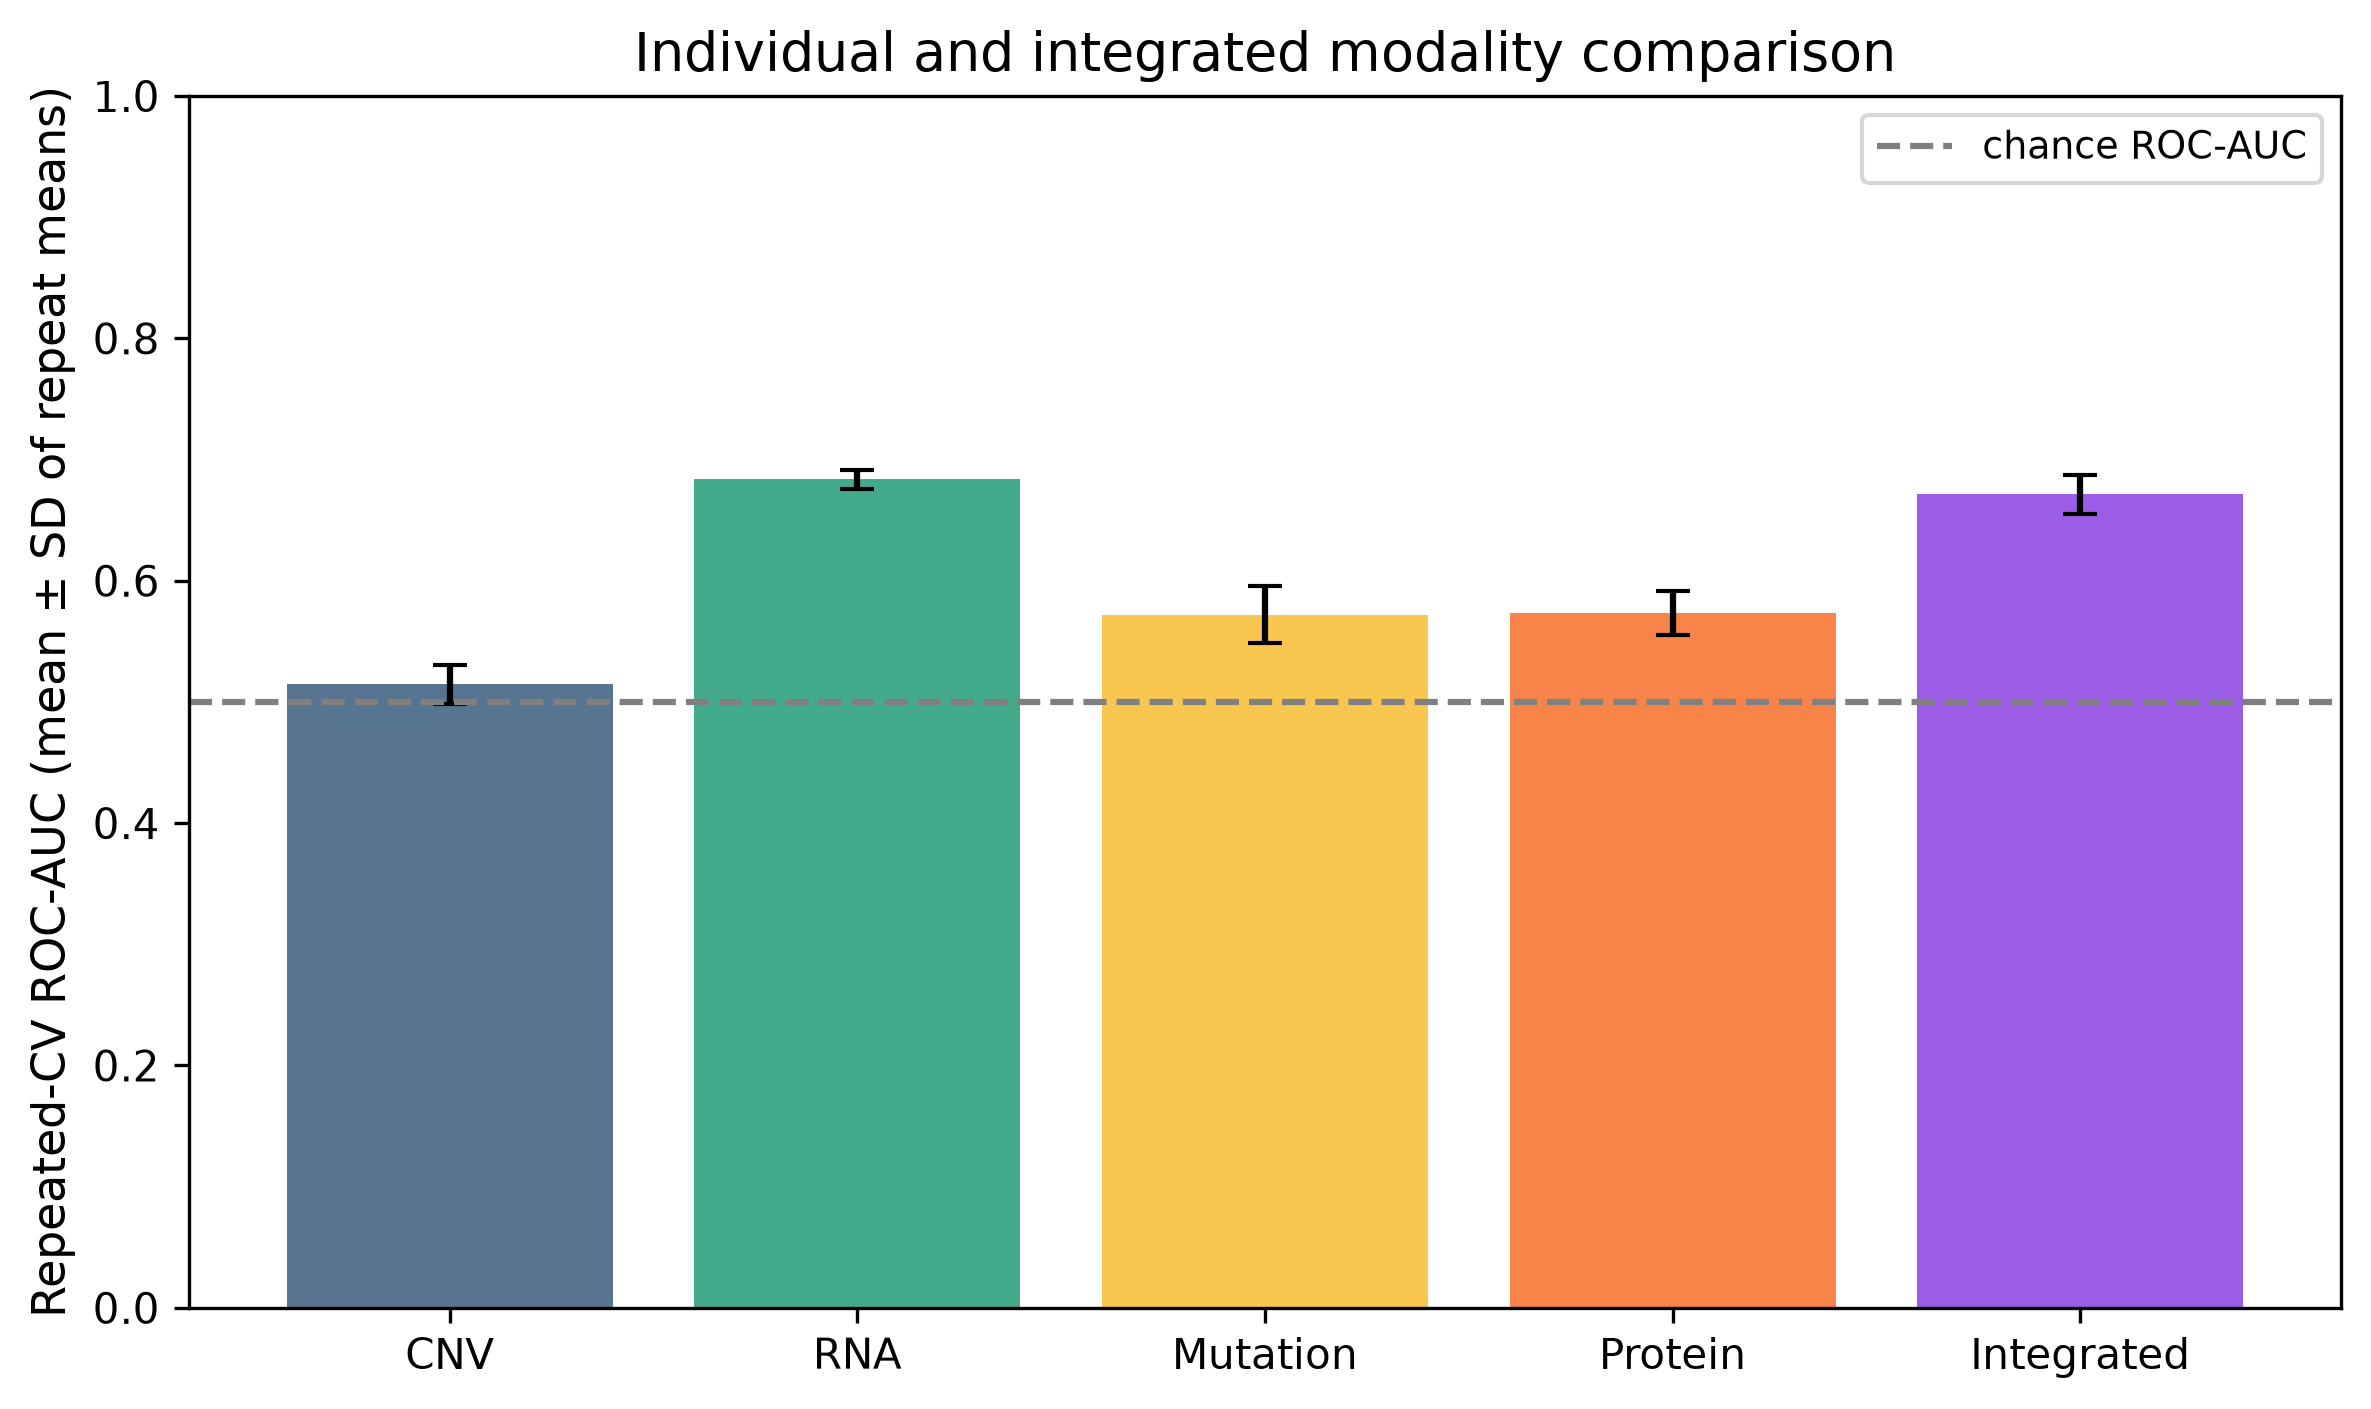 Individual and integrated modality comparison
Repeated-CV ROC-AUC (mean ± SD of repeat means)
1.0
0.8
0.6
0.4
0.2
0.0
chance ROC-AUC
CNV
RNA
Mutation
Protein
Integrated